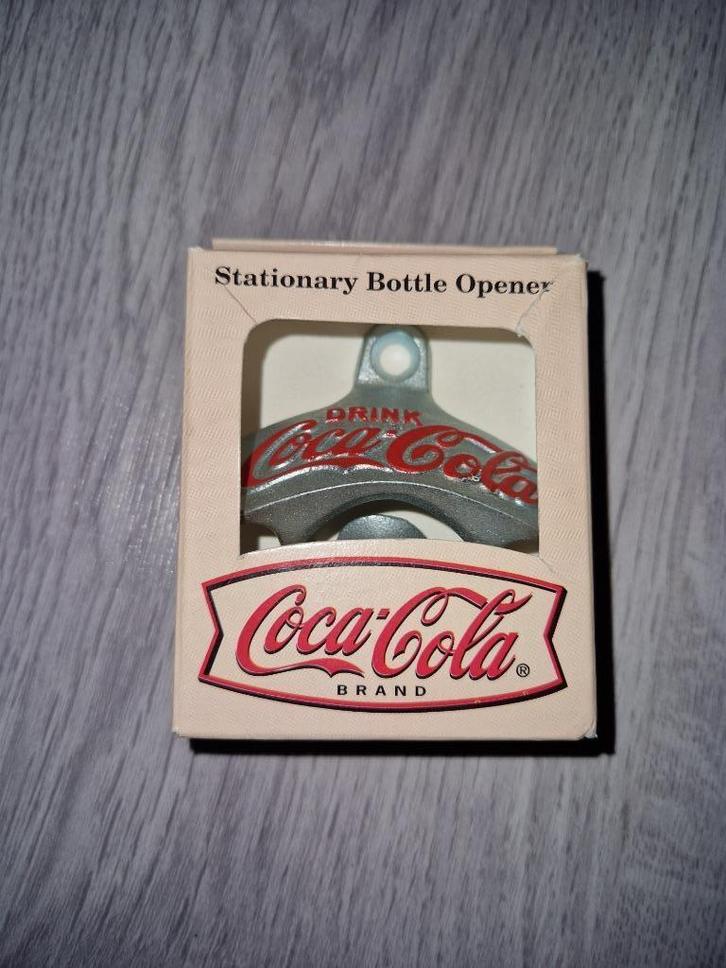 Stationary Bottle Opener
DRINK
Coca-Cola
Coca-Cola®
BRAND